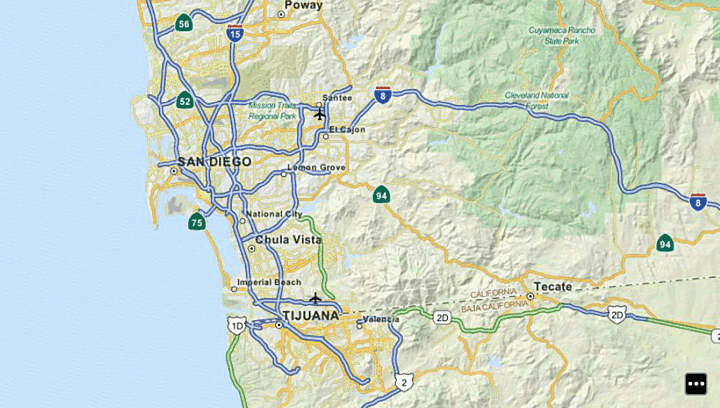 Poway
56
15
Cuyamaca Rancho
State Park
52
Mission Trails
Regional Park
Santee
8
Cleveland National
Forest
El Cajon
SAN DIEGO
Lemon Grove
94
8
75
National City
Chula Vista
94
Imperial Beach
Tecate
CALIFORNIA
BAJA CALIFORNIA
1D
TIJUANA
Valencia
2D
2D
2
2